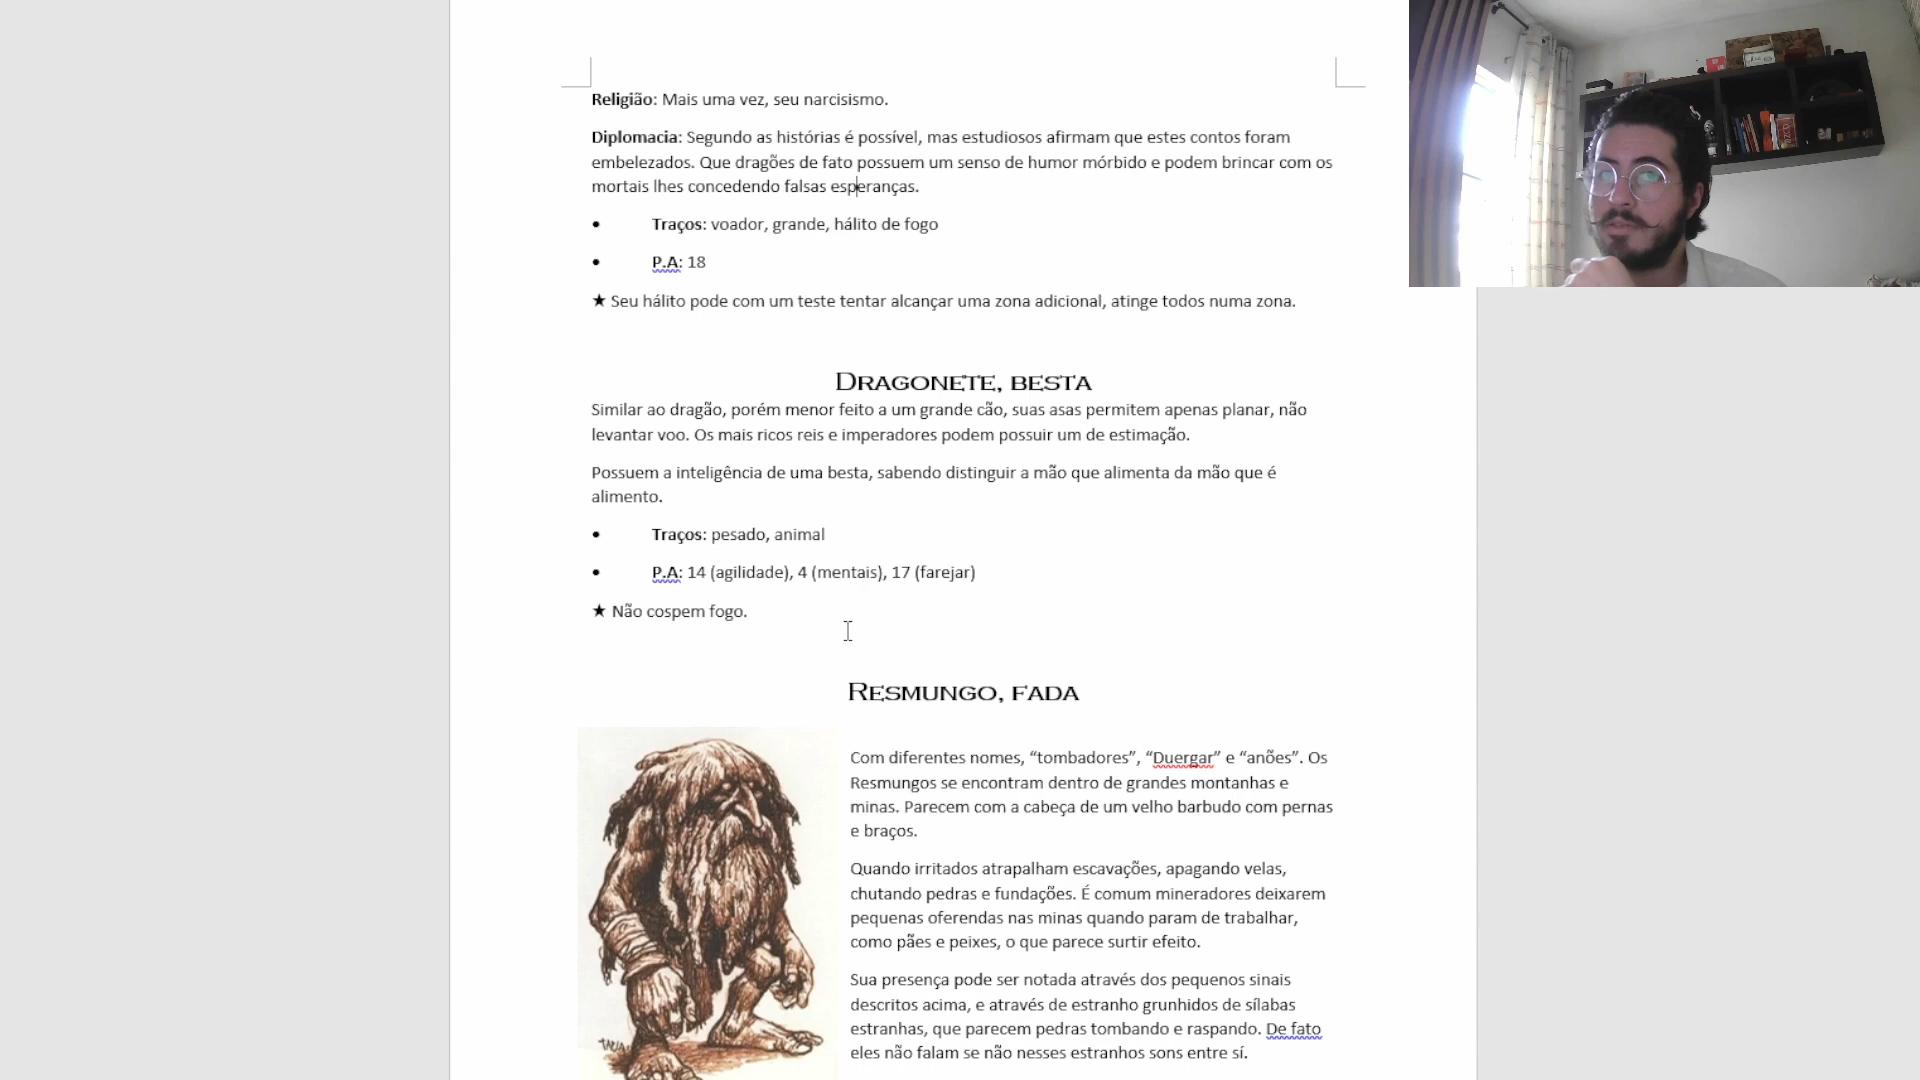 Religião: Mais uma vez, seu narcisismo.
Diplomacia: Segundo as histórias é possível, mas estudiosos afirmam que estes contos foram
embelezados. Que dragões de fato possuem um senso de humor mórbido e podem brincar com os
mortais lhes concedendo falsas esperanças.
• Traços: voador, grande, hálito de fogo
• P.A: 18
★ Seu hálito pode com um teste tentar alcançar uma zona adicional, atinge todos numa zona.
Dragonete, besta
Similar ao dragão, porém menor feito a um grande cão, suas asas permitem apenas planar, não
levantar voo. Os mais ricos reis e imperadores podem possuir um de estimação.
Possuem a inteligência de uma besta, sabendo distinguir a mão que alimenta da mão que é
alimento.
• Traços: pesado, animal
• P.A: 14 (agilidade), 4 (mentais), 17 (farejar)
★ Não cospem fogo.
Resmungo, fada
Com diferentes nomes, “tombadores”, “Duergar” e “anões”. Os
Resmungos se encontram dentro de grandes montanhas e
minas. Parecem com a cabeça de um velho barbudo com pernas
e braços.
Quando irritados atrapalham escavações, apagando velas,
chutando pedras e fundações. É comum mineradores deixarem
pequenas oferendas nas minas quando param de trabalhar,
como pães e peixes, o que parece surtir efeito.
Sua presença pode ser notada através dos pequenos sinais
descritos acima, e através de estranho grunhidos de sílabas
estranhas, que parecem pedras tombando e raspando. De fato
eles não falam se não nesses estranhos sons entre sí.